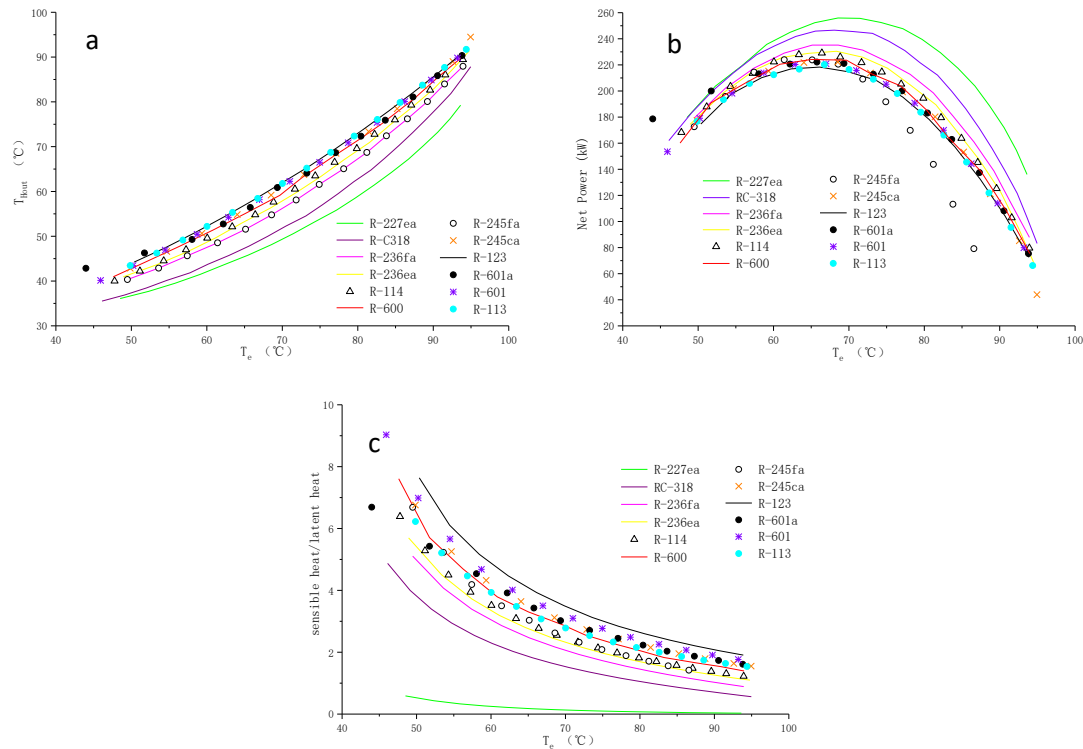 a
T_Hhout (℃)
100
90
80
70
60
50
40
30
40 50 60 70 80 90 100
T_e (℃)
R-227ea
R-C318
R-236fa
R-236ea
R-114
R-600
R-245fa
R-245ca
R-123
R-601a
R-601
R-113
b
Net Power (kW)
260
240
220
200
180
160
140
120
100
80
60
40
20
40 50 60 70 80 90 100
T_e (℃)
R-227ea
RC-318
R-236fa
R-236ea
R-114
R-600
R-245fa
R-245ca
R-123
R-601a
R-601
R-113
c
sensible heat/latent heat
10
8
6
4
2
0
40 50 60 70 80 90 100
T_e (℃)
R-227ea
RC-318
R-236fa
R-236ea
R-114
R-600
R-245fa
R-245ca
R-123
R-601a
R-601
R-113